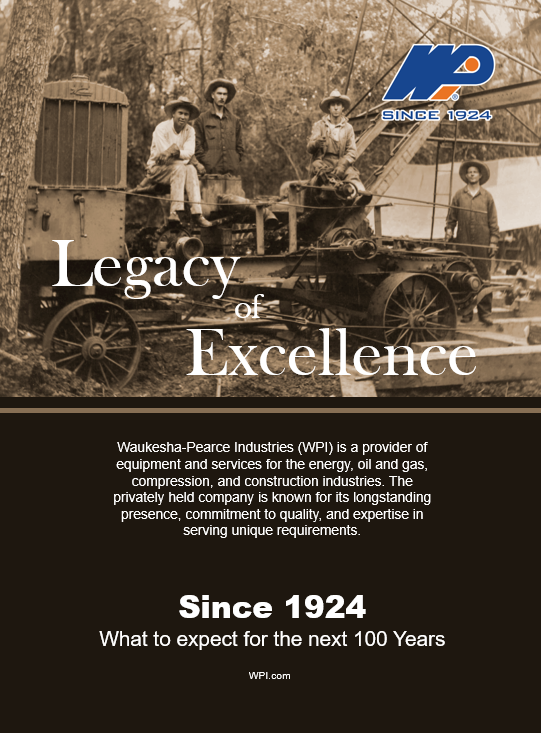 WP
®
SINCE 1924
Legacy
of
Excellence
Waukesha-Pearce Industries (WPI) is a provider of
equipment and services for the energy, oil and gas,
compression, and construction industries. The
privately held company is known for its longstanding
presence, commitment to quality, and expertise in
serving unique requirements.
Since 1924
What to expect for the next 100 Years
WPI.com